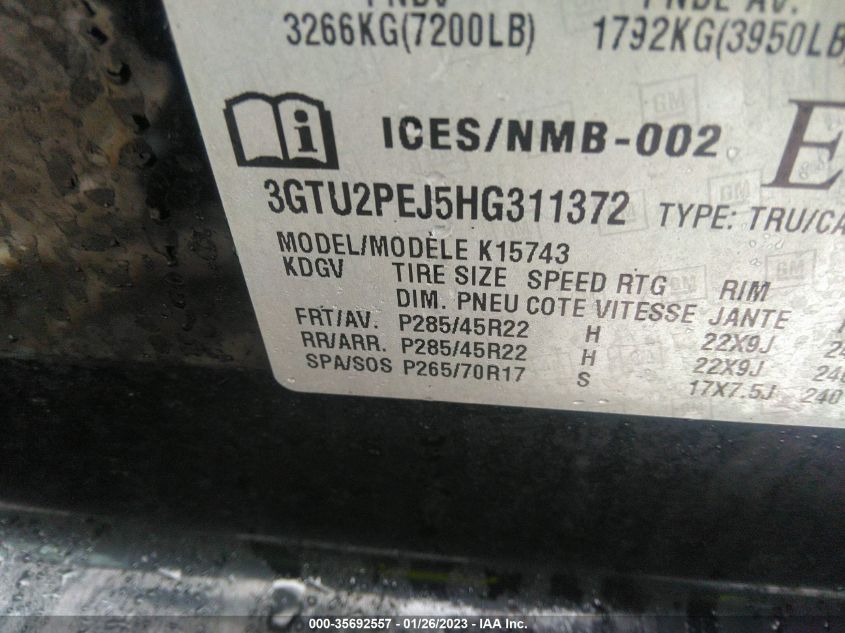 3266KG(7200LB) 1792KG(3950LB
ICES/NMB-002 E
3GTU2PEJ5HG311372 TYPE: TRU/CA
MODEL/MODÈLE K15743
KDGV TIRE SIZE SPEED RTG RIM
DIM. PNEU COTE VITESSE JANTE
FRT/AV. P285/45R22 H 22X9J 24
RR/ARR. P285/45R22 H 22X9J 240
SPA/SOS P265/70R17 S 17X7.5J 240
000-35692557 - 01/26/2023 - IAA Inc.